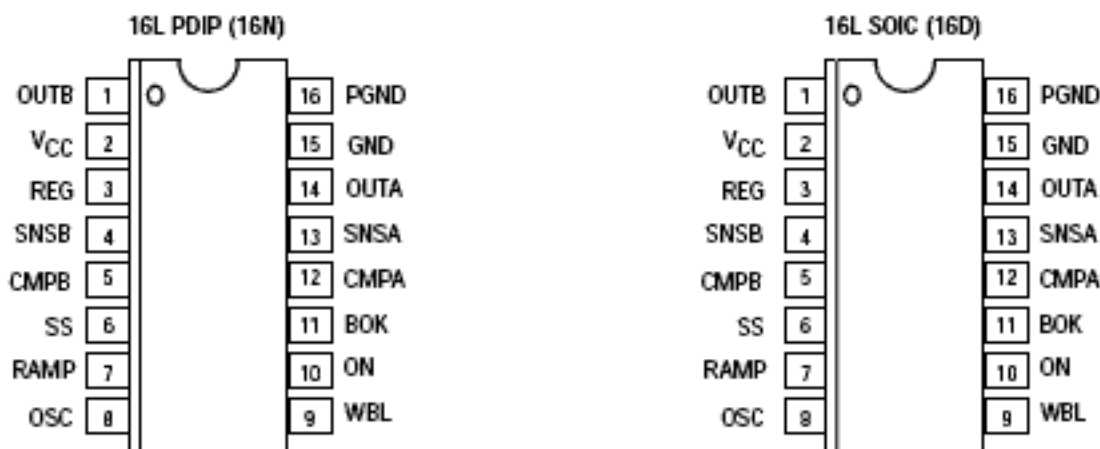 16L PDIP (16N)
OUTB 1 16 PGND
VCC 2 15 GND
REG 3 14 OUTA
SNSB 4 13 SNSA
CMPB 5 12 CMPA
SS 6 11 BOK
RAMP 7 10 ON
OSC 8 9 WBL
16L SOIC (16D)
OUTB 1 16 PGND
VCC 2 15 GND
REG 3 14 OUTA
SNSB 4 13 SNSA
CMPB 5 12 CMPA
SS 6 11 BOK
RAMP 7 10 ON
OSC 8 9 WBL